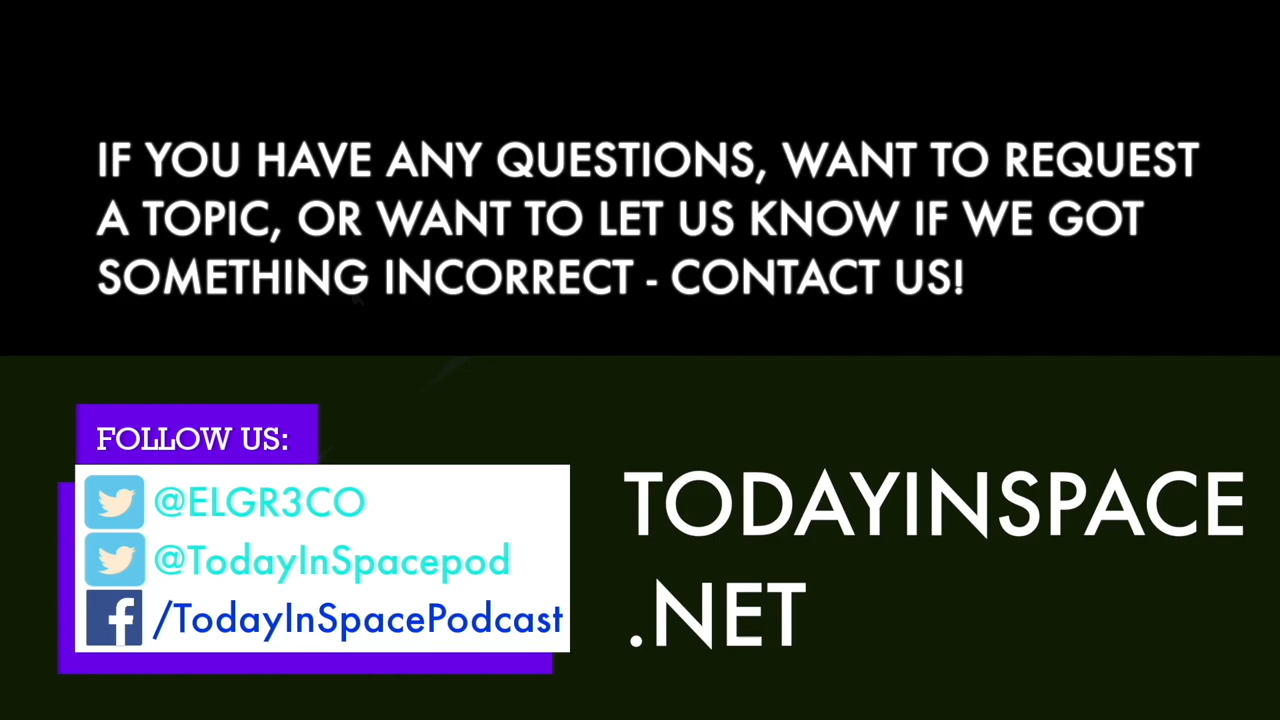 IF YOU HAVE ANY QUESTIONS, WANT TO REQUEST
A TOPIC, OR WANT TO LET US KNOW IF WE GOT
SOMETHING INCORRECT - CONTACT US!
FOLLOW US:
@ELGR3CO
@TodayInSpacepod
/TodayInSpacePodcast
TODAYINSPACE
.NET